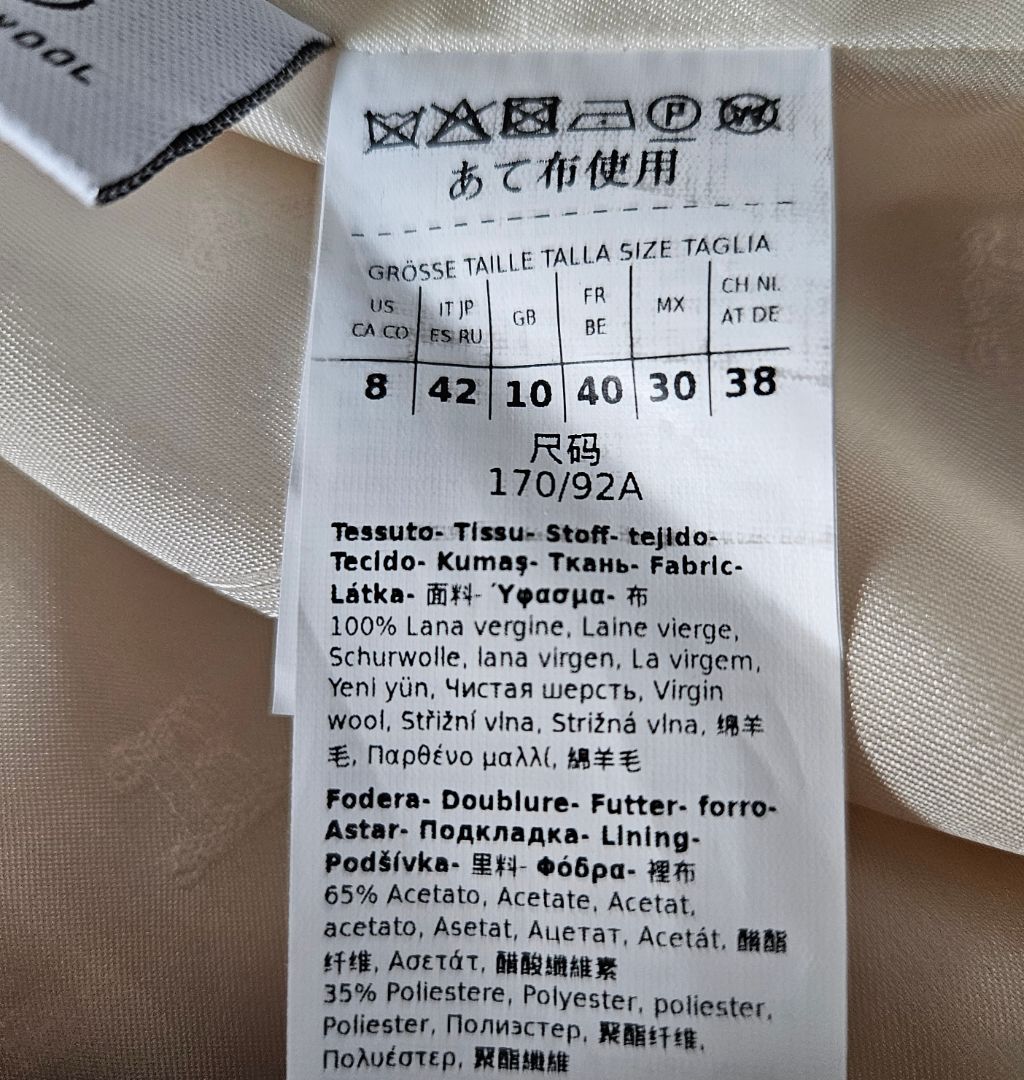 WOOL
P W
あて布使用
GRÖSSE TAILLE TALLA SIZE TAGLIA
US CA CO IT JP ES RU GB FR BE MX CH NL AT DE
8 42 10 40 30 38
尺码
170/92A
Tessuto- Tissu- Stoff- tejido-
Tecido- Kumaş- Ткань- Fabric-
Látka- 面料- Ύφασμα- 布
100% Lana vergine, Laine vierge,
Schurwolle, lana virgen, La virgem,
Yeni yün, Чистая шерсть, Virgin
wool, Střižní vlna, Strižná vlna, 绵羊
毛, Παρθένο μαλλί, 綿羊毛
Fodera- Doublure- Futter- forro-
Astar- Подкладка- Lining-
Podšívka- 里料- Φόδρα- 裡布
65% Acetato, Acetate, Acetat,
acetato, Asetat, Ацетат, Acetát, 醋酯
纤维, Ασετάτ, 醋酸纖維素
35% Poliestere, Polyester, poliester,
Poliester, Полиэстер, 聚酯纤维,
Πολυέστερ, 聚酯纖維